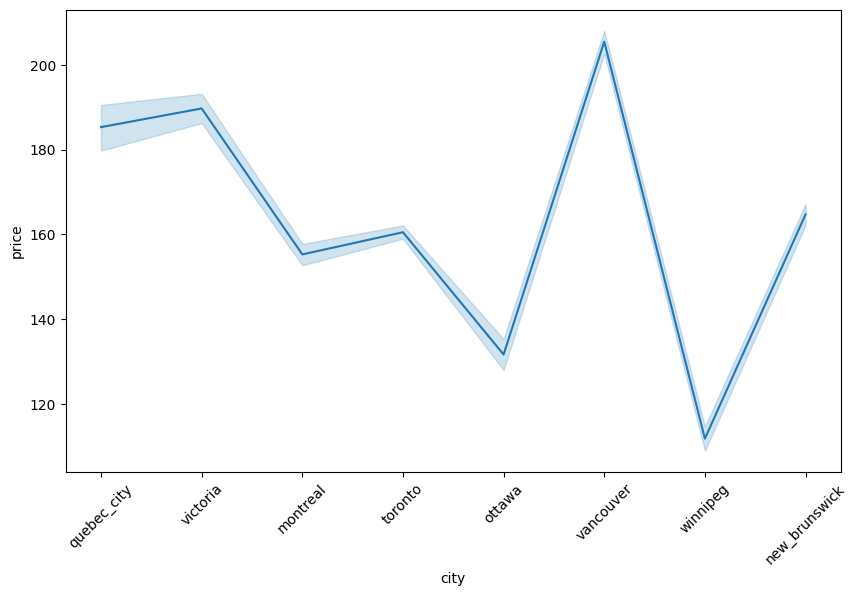 200
180
160
140
120
price
quebec_city
victoria
montreal
toronto
ottawa
vancouver
winnipeg
new_brunswick
city